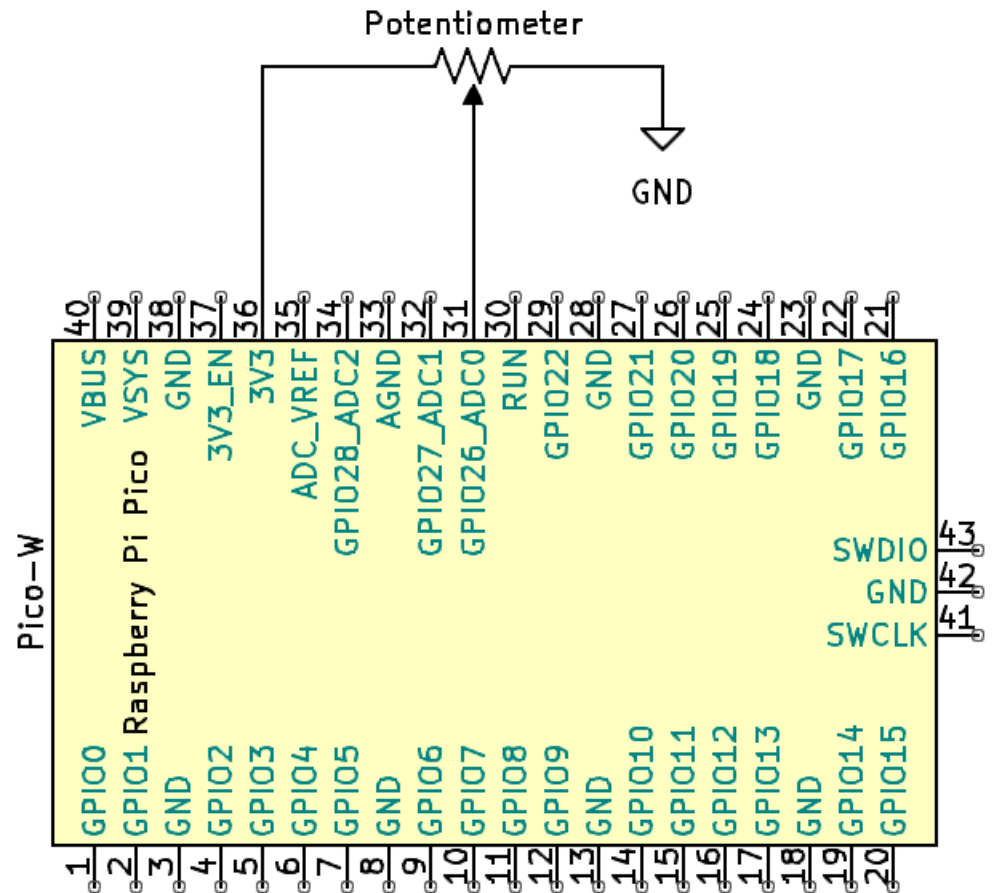 Potentiometer
GND
40 39 38 37 36 35 34 33 32 31 30 29 28 27 26 25 24 23 22 21
VBUS VSYS GND 3V3_EN 3V3 ADC_VREF GPIO28_ADC2 AGND GPIO27_ADC1 GPIO26_ADC0 RUN GPIO22 GND GPIO21 GPIO20 GPIO19 GPIO18 GND GPIO17 GPIO16
Pico-W
Raspberry Pi Pico
SWDIO 43
GND 42
SWCLK 41
GPIO0 GPIO1 GND GPIO2 GPIO3 GPIO4 GPIO5 GND GPIO6 GPIO7 GPIO8 GPIO9 GND GPIO10 GPIO11 GPIO12 GPIO13 GND GPIO14 GPIO15
1 2 3 4 5 6 7 8 9 10 11 12 13 14 15 16 17 18 19 20